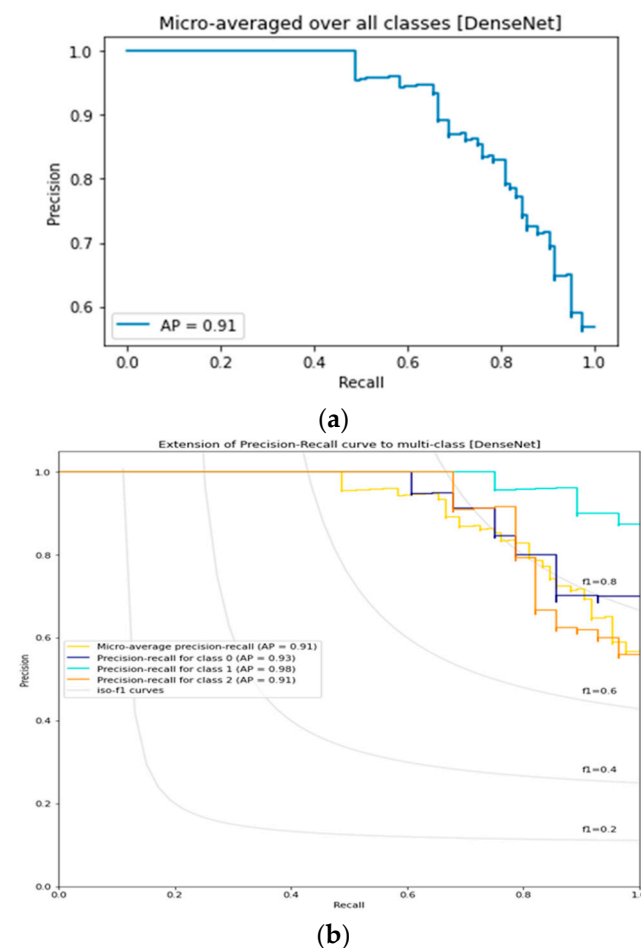 Micro-averaged over all classes [DenseNet]
1.0
0.9
0.8
0.7
0.6
Precision
AP = 0.91
0.0 0.2 0.4 0.6 0.8 1.0
Recall
(a)
Extension of Precision-Recall curve to multi-class [DenseNet]
1.0
0.8
0.6
0.4
0.2
0.0
Precision
f1=0.8
f1=0.6
f1=0.4
f1=0.2
Micro-average precision-recall (AP = 0.91)
Precision-recall for class 0 (AP = 0.93)
Precision-recall for class 1 (AP = 0.98)
Precision-recall for class 2 (AP = 0.91)
iso-f1 curves
0.0 0.2 0.4 0.6 0.8 1.0
Recall
(b)